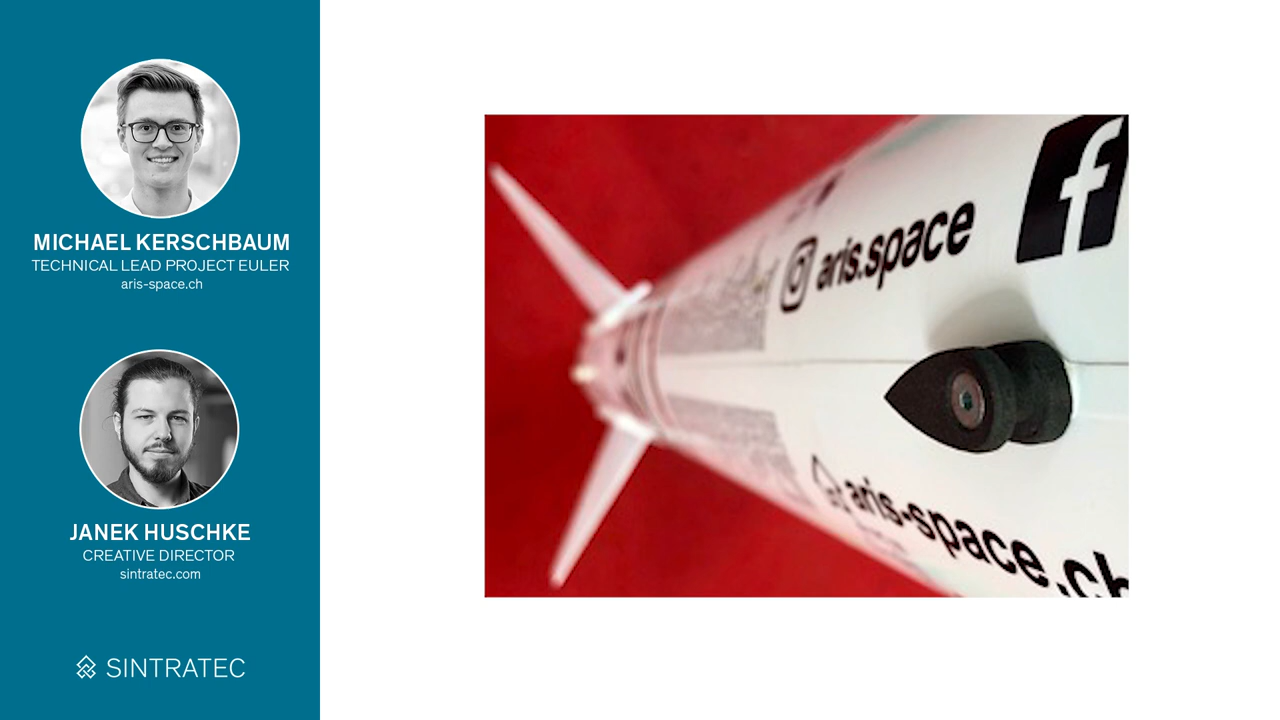 MICHAEL KERSCHBAUM
TECHNICAL LEAD PROJECT EULER
aris-space.ch
JANEK HUSCHKE
CREATIVE DIRECTOR
sintratec.com
SINTRATEC
aris.space
f
aris-space.ch